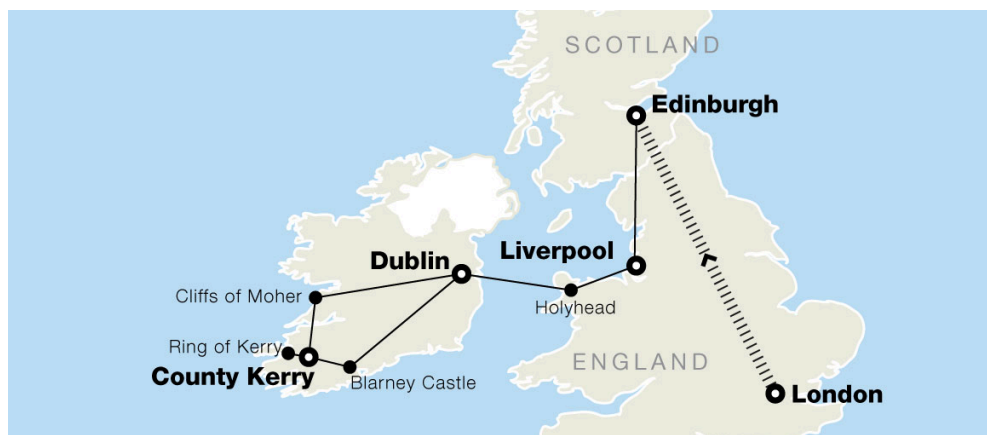 SCOTLAND
Edinburgh
Liverpool
Dublin
Cliffs of Moher
Holyhead
Ring of Kerry
County Kerry
Blarney Castle
ENGLAND
London